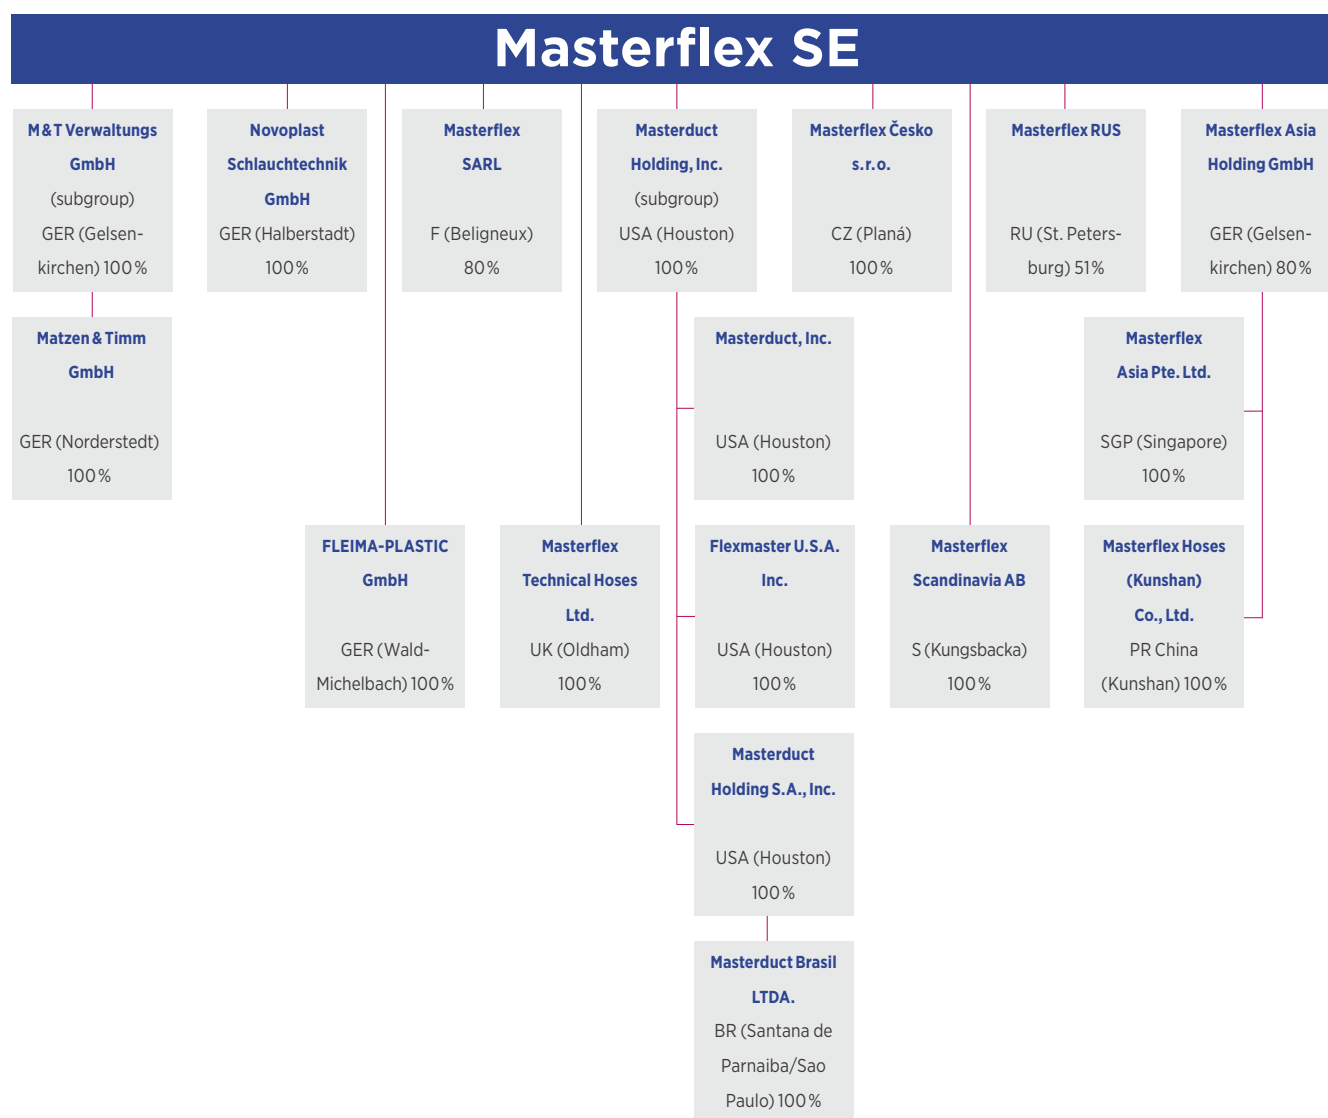 Masterflex SE
M & T Verwaltungs
GmbH
(subgroup)
GER (Gelsen-
kirchen) 100 %
Novoplast
Schlauchtechnik
GmbH
GER (Halberstadt)
100 %
Masterflex
SARL
F (Beligneux)
80 %
Masterduct
Holding, Inc.
(subgroup)
USA (Houston)
100 %
Masterflex Česko
s.r.o.
CZ (Planá)
100 %
Masterflex RUS
RU (St. Peters-
burg) 51 %
Masterflex Asia
Holding GmbH
GER (Gelsen-
kirchen) 80 %
Matzen & Timm
GmbH
GER (Norderstedt)
100 %
Masterduct, Inc.
USA (Houston)
100 %
Masterflex
Asia Pte. Ltd.
SGP (Singapore)
100 %
FLEIMA-PLASTIC
GmbH
GER (Wald-
Michelbach) 100 %
Masterflex
Technical Hoses
Ltd.
UK (Oldham)
100 %
Flexmaster U.S.A.
Inc.
USA (Houston)
100 %
Masterflex
Scandinavia AB
S (Kungsbacka)
100 %
Masterflex Hoses
(Kunshan)
Co., Ltd.
PR China
(Kunshan) 100 %
Masterduct
Holding S.A., Inc.
USA (Houston)
100 %
Masterduct Brasil
LTDA.
BR (Santana de
Parnaiba/Sao
Paulo) 100 %